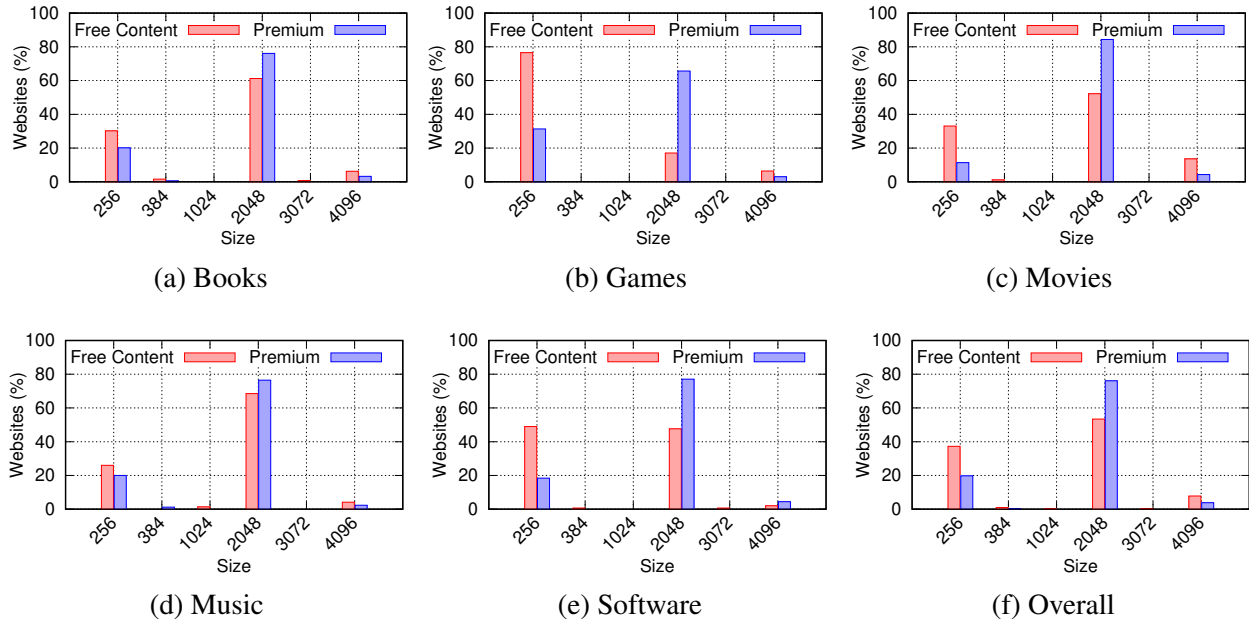 Free Content Premium
Websites (%)
100
80
60
40
20
0
256 384 1024 2048 3072 4096
Size
(a) Books
Free Content Premium
Websites (%)
100
80
60
40
20
0
256 384 1024 2048 3072 4096
Size
(b) Games
Free Content Premium
Websites (%)
100
80
60
40
20
0
256 384 1024 2048 3072 4096
Size
(c) Movies
Free Content Premium
Websites (%)
100
80
60
40
20
0
256 384 1024 2048 3072 4096
Size
(d) Music
Free Content Premium
Websites (%)
100
80
60
40
20
0
256 384 1024 2048 3072 4096
Size
(e) Software
Free Content Premium
Websites (%)
100
80
60
40
20
0
256 384 1024 2048 3072 4096
Size
(f) Overall